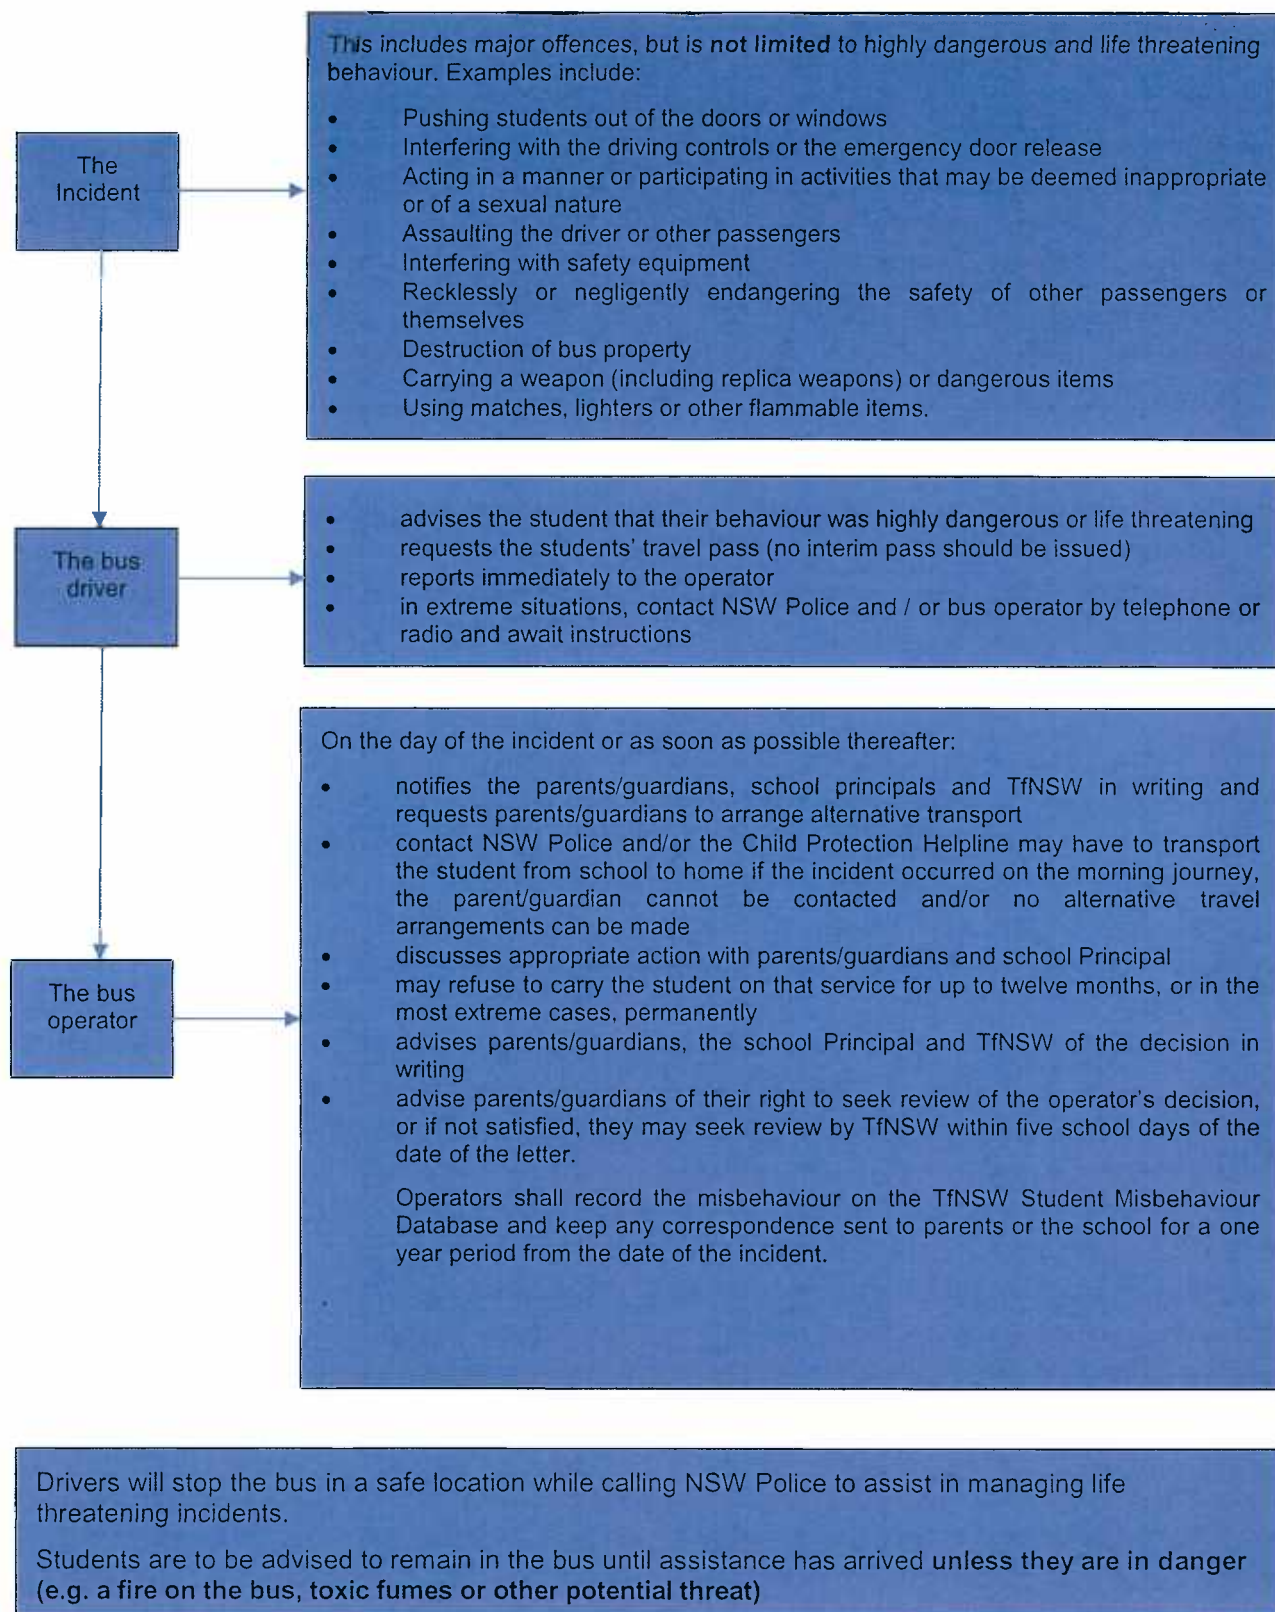 This includes major offences, but is not limited to highly dangerous and life threatening
behaviour. Examples include:
• Pushing students out of the doors or windows
• Interfering with the driving controls or the emergency door release
• Acting in a manner or participating in activities that may be deemed inappropriate
or of a sexual nature
• Assaulting the driver or other passengers
• Interfering with safety equipment
• Recklessly or negligently endangering the safety of other passengers or
themselves
• Destruction of bus property
• Carrying a weapon (including replica weapons) or dangerous items
• Using matches, lighters or other flammable items.
The
Incident
• advises the student that their behaviour was highly dangerous or life threatening
• requests the students' travel pass (no interim pass should be issued)
• reports immediately to the operator
• in extreme situations, contact NSW Police and / or bus operator by telephone or
radio and await instructions
The bus
driver
On the day of the incident or as soon as possible thereafter:
• notifies the parents/guardians, school principals and TfNSW in writing and
requests parents/guardians to arrange alternative transport
• contact NSW Police and/or the Child Protection Helpline may have to transport
the student from school to home if the incident occurred on the morning journey,
the parent/guardian cannot be contacted and/or no alternative travel
arrangements can be made
• discusses appropriate action with parents/guardians and school Principal
• may refuse to carry the student on that service for up to twelve months, or in the
most extreme cases, permanently
• advises parents/guardians, the school Principal and TfNSW of the decision in
writing
• advise parents/guardians of their right to seek review of the operator's decision,
or if not satisfied, they may seek review by TfNSW within five school days of the
date of the letter.
Operators shall record the misbehaviour on the TfNSW Student Misbehaviour
Database and keep any correspondence sent to parents or the school for a one
year period from the date of the incident.
The bus
operator
Drivers will stop the bus in a safe location while calling NSW Police to assist in managing life
threatening incidents.
Students are to be advised to remain in the bus until assistance has arrived unless they are in danger
(e.g. a fire on the bus, toxic fumes or other potential threat)